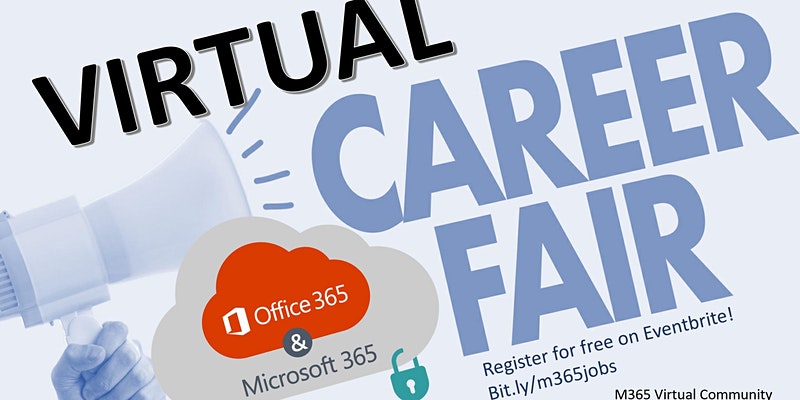 VIRTUAL
CAREER
FAIR
Office 365
&
Microsoft 365
Register for free on Eventbrite!
Bit.ly/m365jobs
M365 Virtual Community